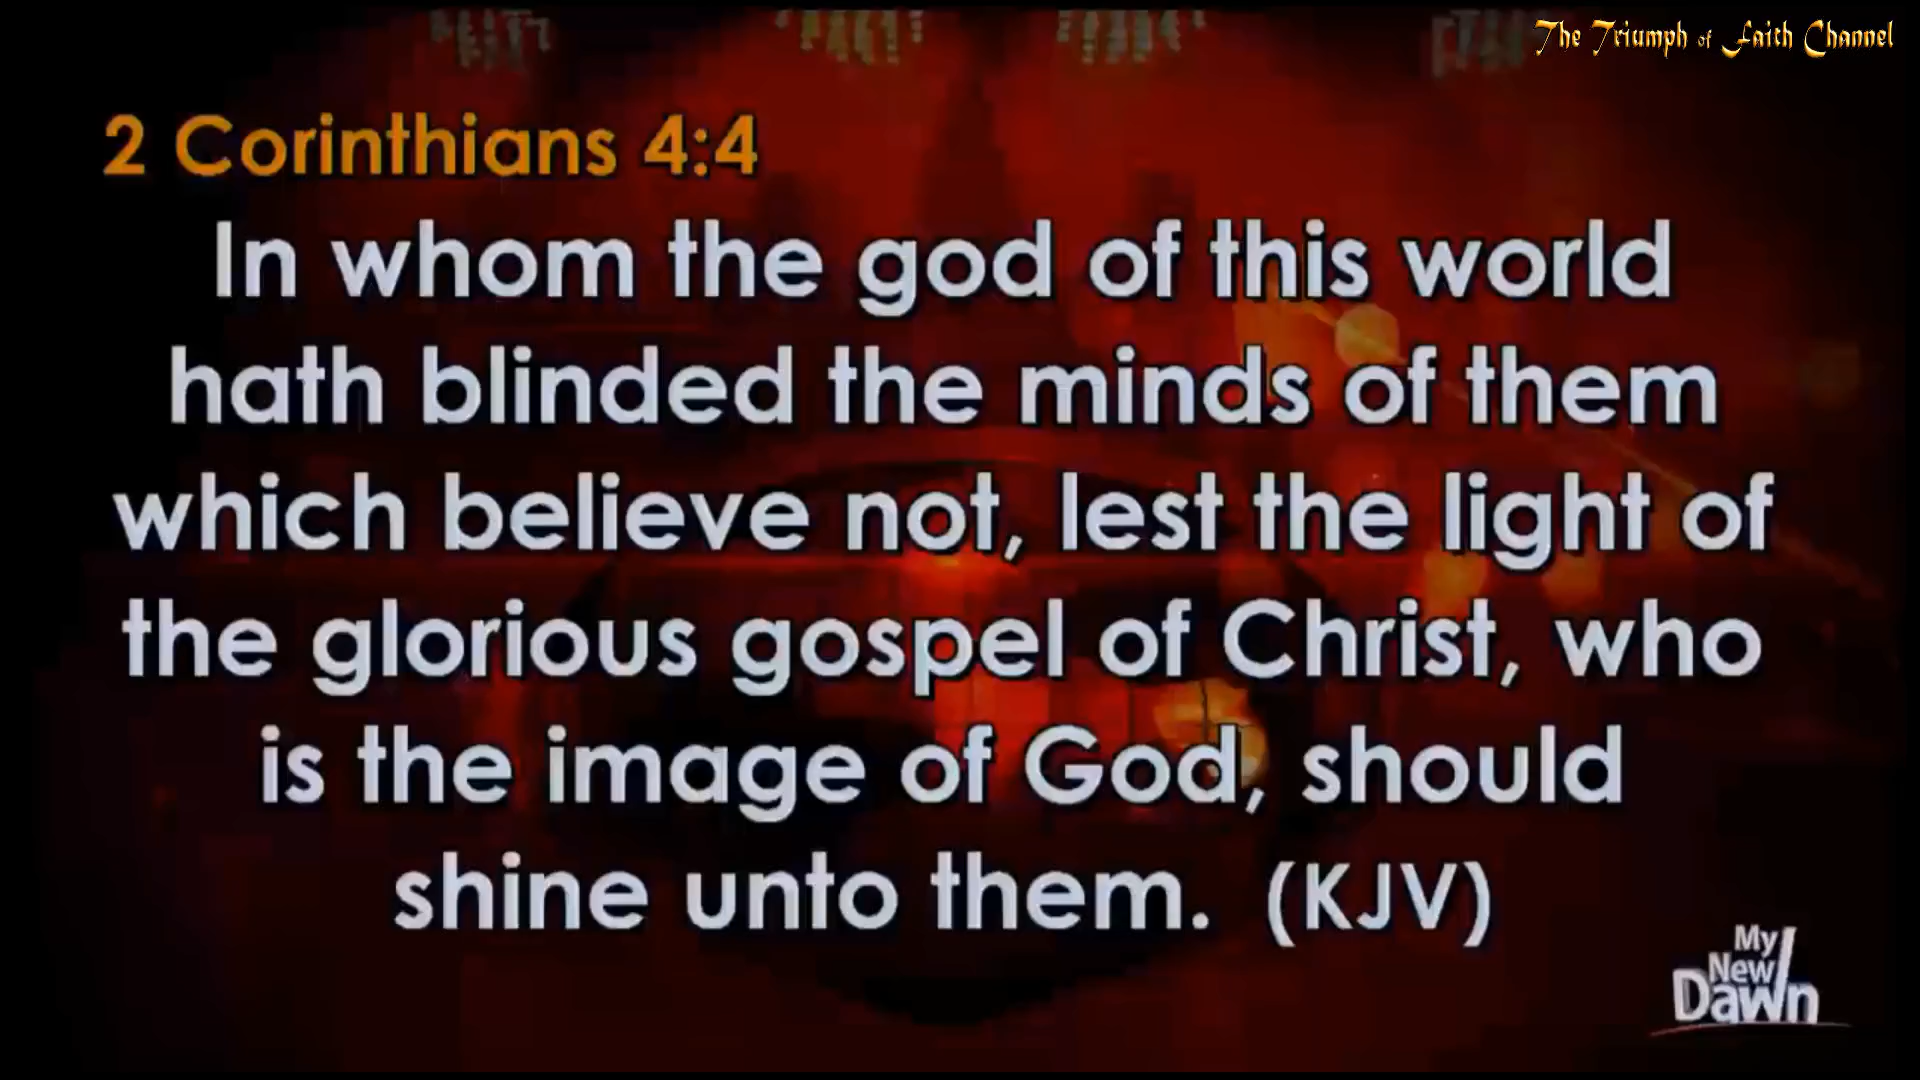 The Triumph of Faith Channel
2 Corinthians 4:4
In whom the god of this world
hath blinded the minds of them
which believe not, lest the light of
the glorious gospel of Christ, who
is the image of God, should
shine unto them. (KJV)
My
New
Dawn